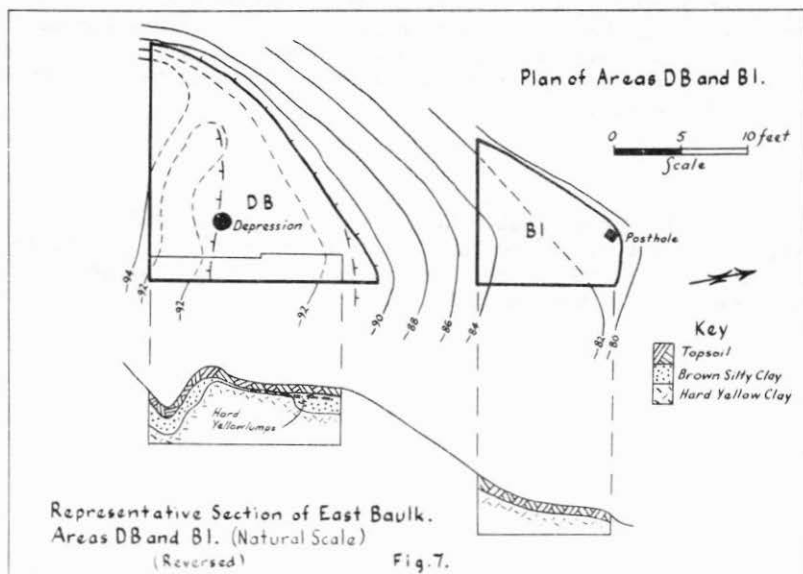 Plan of Areas DB and B1.
0 5 10 feet
Scale
DB
Depression
B1
Posthole
-94
-92
-92
-92
-90
-88
-86
-84
-82
-80
Key
Topsoil
Brown Silty Clay
Hard Yellow Clay
Hard
Yellow lumps
Representative Section of East Baulk.
Areas DB and B1. (Natural Scale)
(Reversed)
Fig.7.